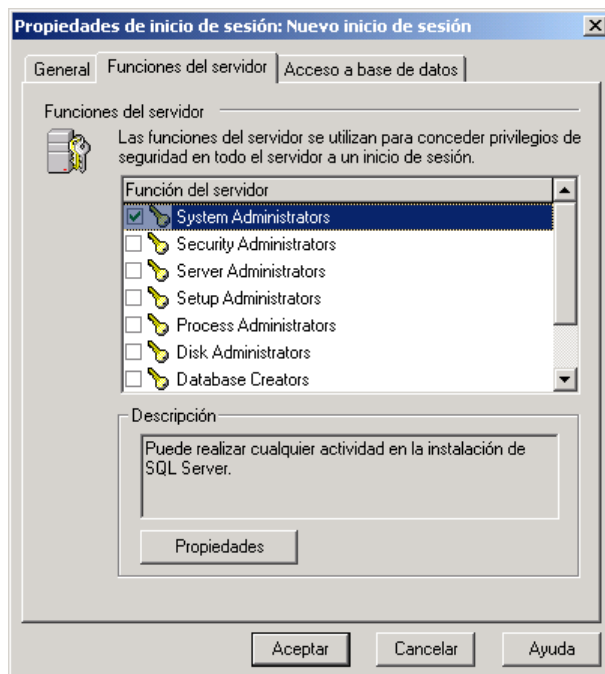 Propiedades de inicio de sesión: Nuevo inicio de sesión
General
Funciones del servidor
Acceso a base de datos
Funciones del servidor
Las funciones del servidor se utilizan para conceder privilegios de
seguridad en todo el servidor a un inicio de sesión.
Función del servidor
System Administrators
Security Administrators
Server Administrators
Setup Administrators
Process Administrators
Disk Administrators
Database Creators
Descripción
Puede realizar cualquier actividad en la instalación de
SQL Server.
Propiedades
Aceptar
Cancelar
Ayuda